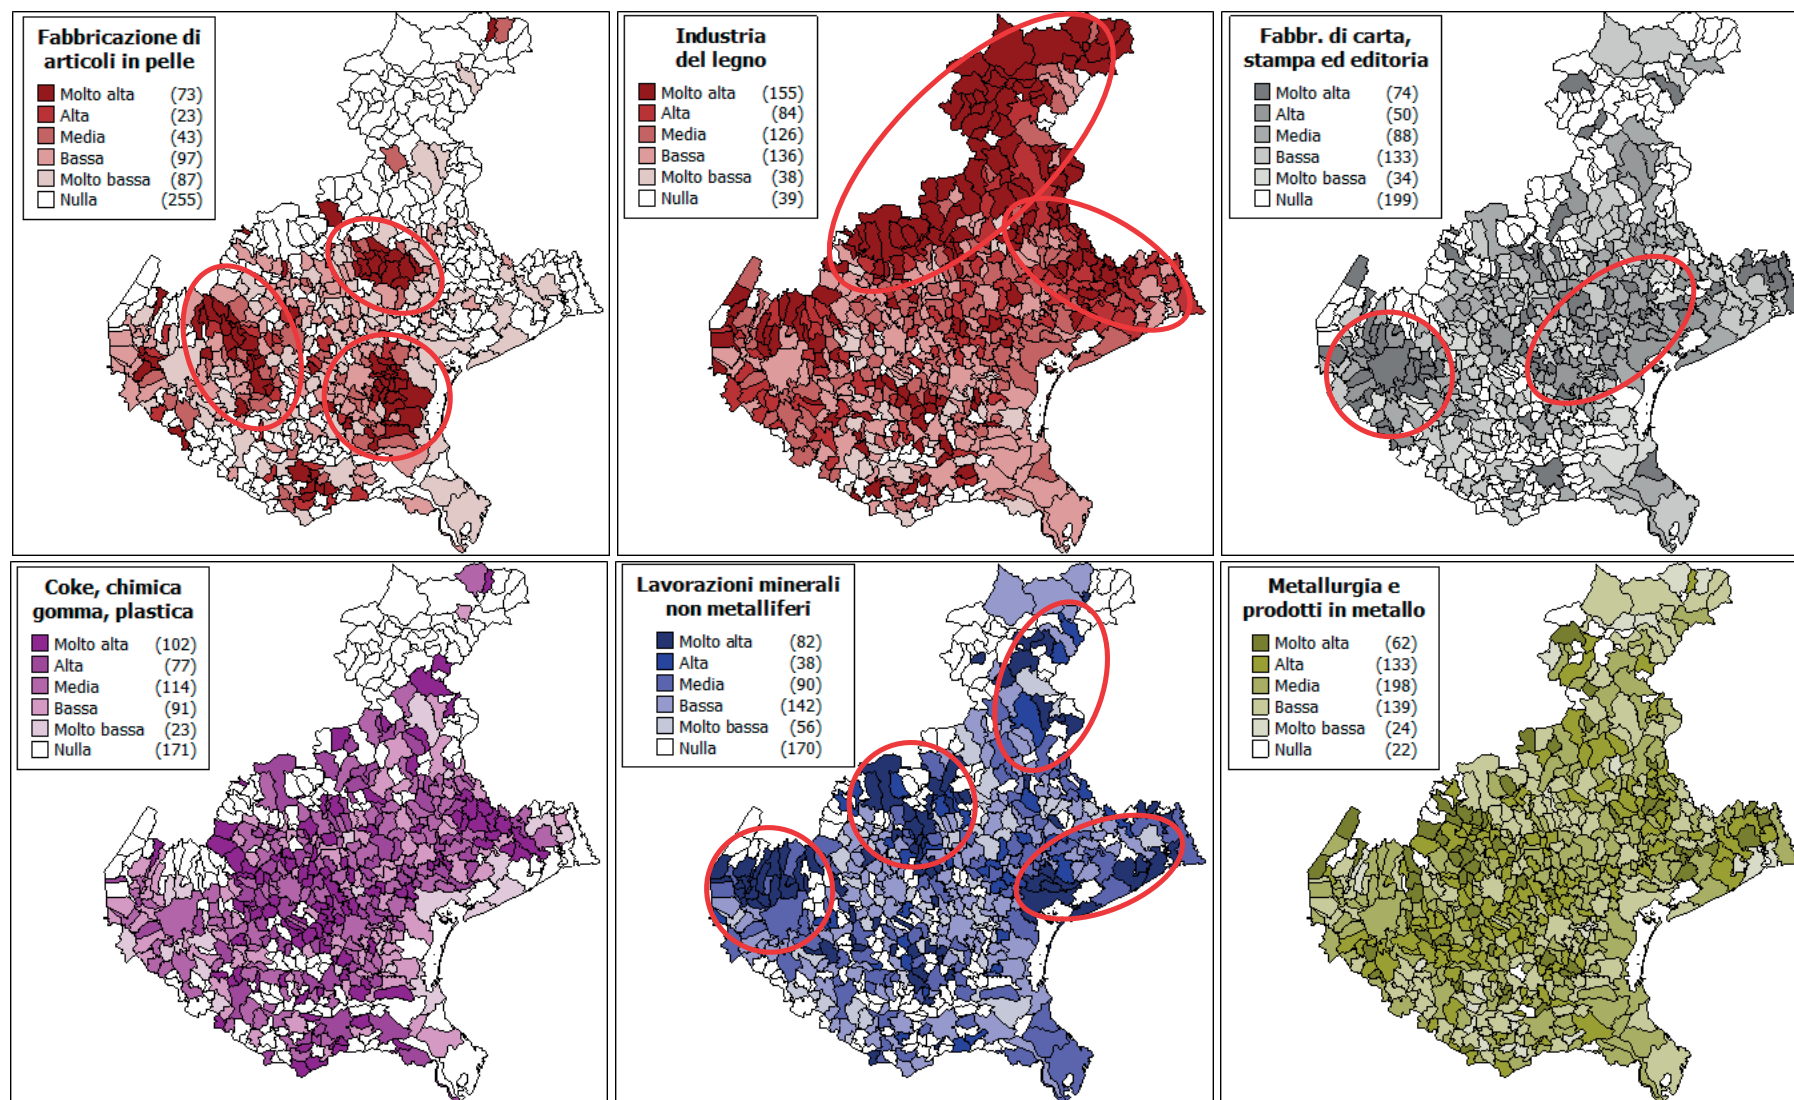 Fabbricazione di
articoli in pelle
Molto alta (73)
Alta (23)
Media (43)
Bassa (97)
Molto bassa (87)
Nulla (255)
Industria
del legno
Molto alta (155)
Alta (84)
Media (126)
Bassa (136)
Molto bassa (38)
Nulla (39)
Fabbr. di carta,
stampa ed editoria
Molto alta (74)
Alta (50)
Media (88)
Bassa (133)
Molto bassa (34)
Nulla (199)
Coke, chimica
gomma, plastica
Molto alta (102)
Alta (77)
Media (114)
Bassa (91)
Molto bassa (23)
Nulla (171)
Lavorazioni minerali
non metalliferi
Molto alta (82)
Alta (38)
Media (90)
Bassa (142)
Molto bassa (56)
Nulla (170)
Metallurgia e
prodotti in metallo
Molto alta (62)
Alta (133)
Media (198)
Bassa (139)
Molto bassa (24)
Nulla (22)